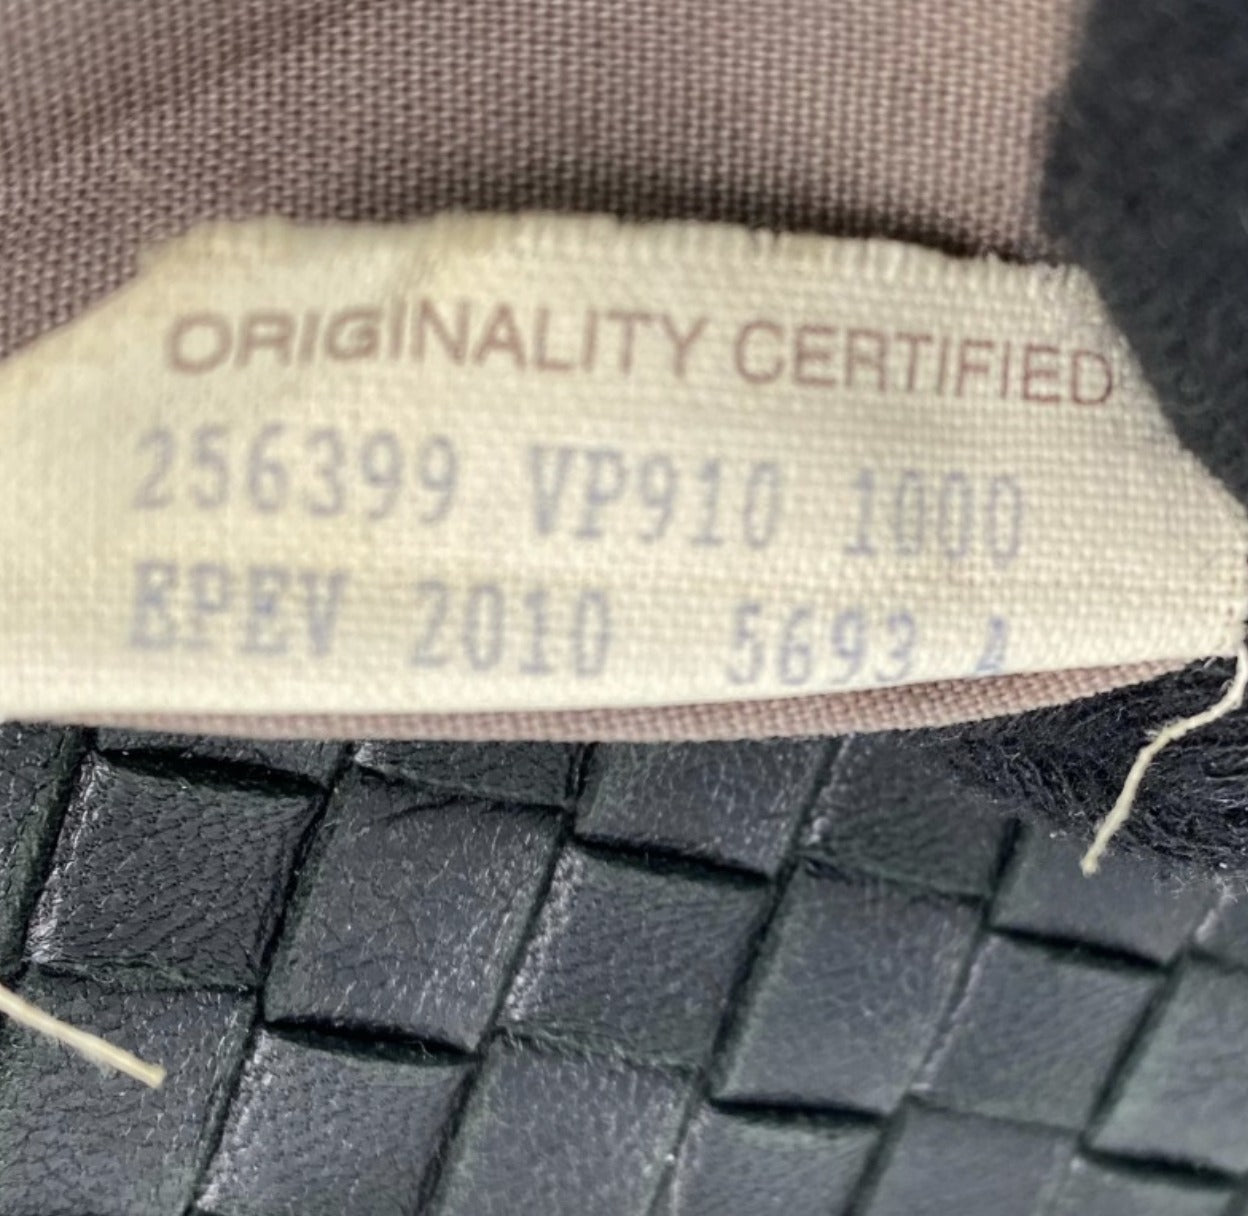 ORIGINALITY CERTIFIED
256399 VP910 1000
EPEV 2010 5693 A